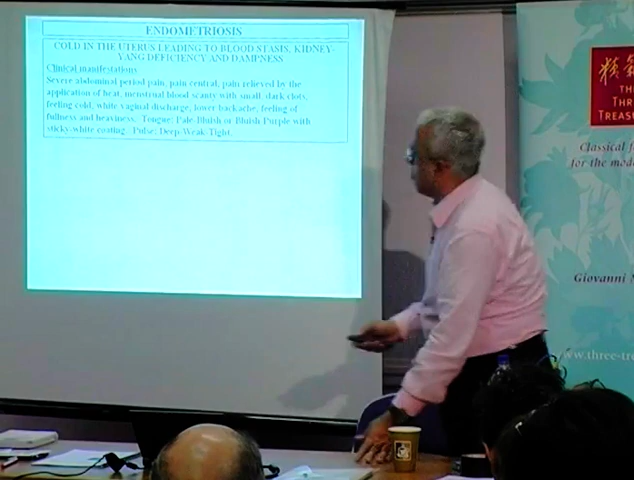 ENDOMETRIOSIS
COLD IN THE UTERUS LEADING TO BLOOD STASIS, KIDNEY-
YANG DEFICIENCY AND DAMPNESS
Clinical manifestations
Severe abdominal period pain, pain central, pain relieved by the
application of heat, menstrual blood scanty with small, dark clots,
feeling cold, white vaginal discharge, lower backache, feeling of
fullness and heaviness. Tongue: Pale-Bluish or Bluish-Purple with
sticky-white coating. Pulse: Deep-Weak-Tight.
TH
THR
TREASU
Classical f
for the mode
Giovanni M
www.three-tre